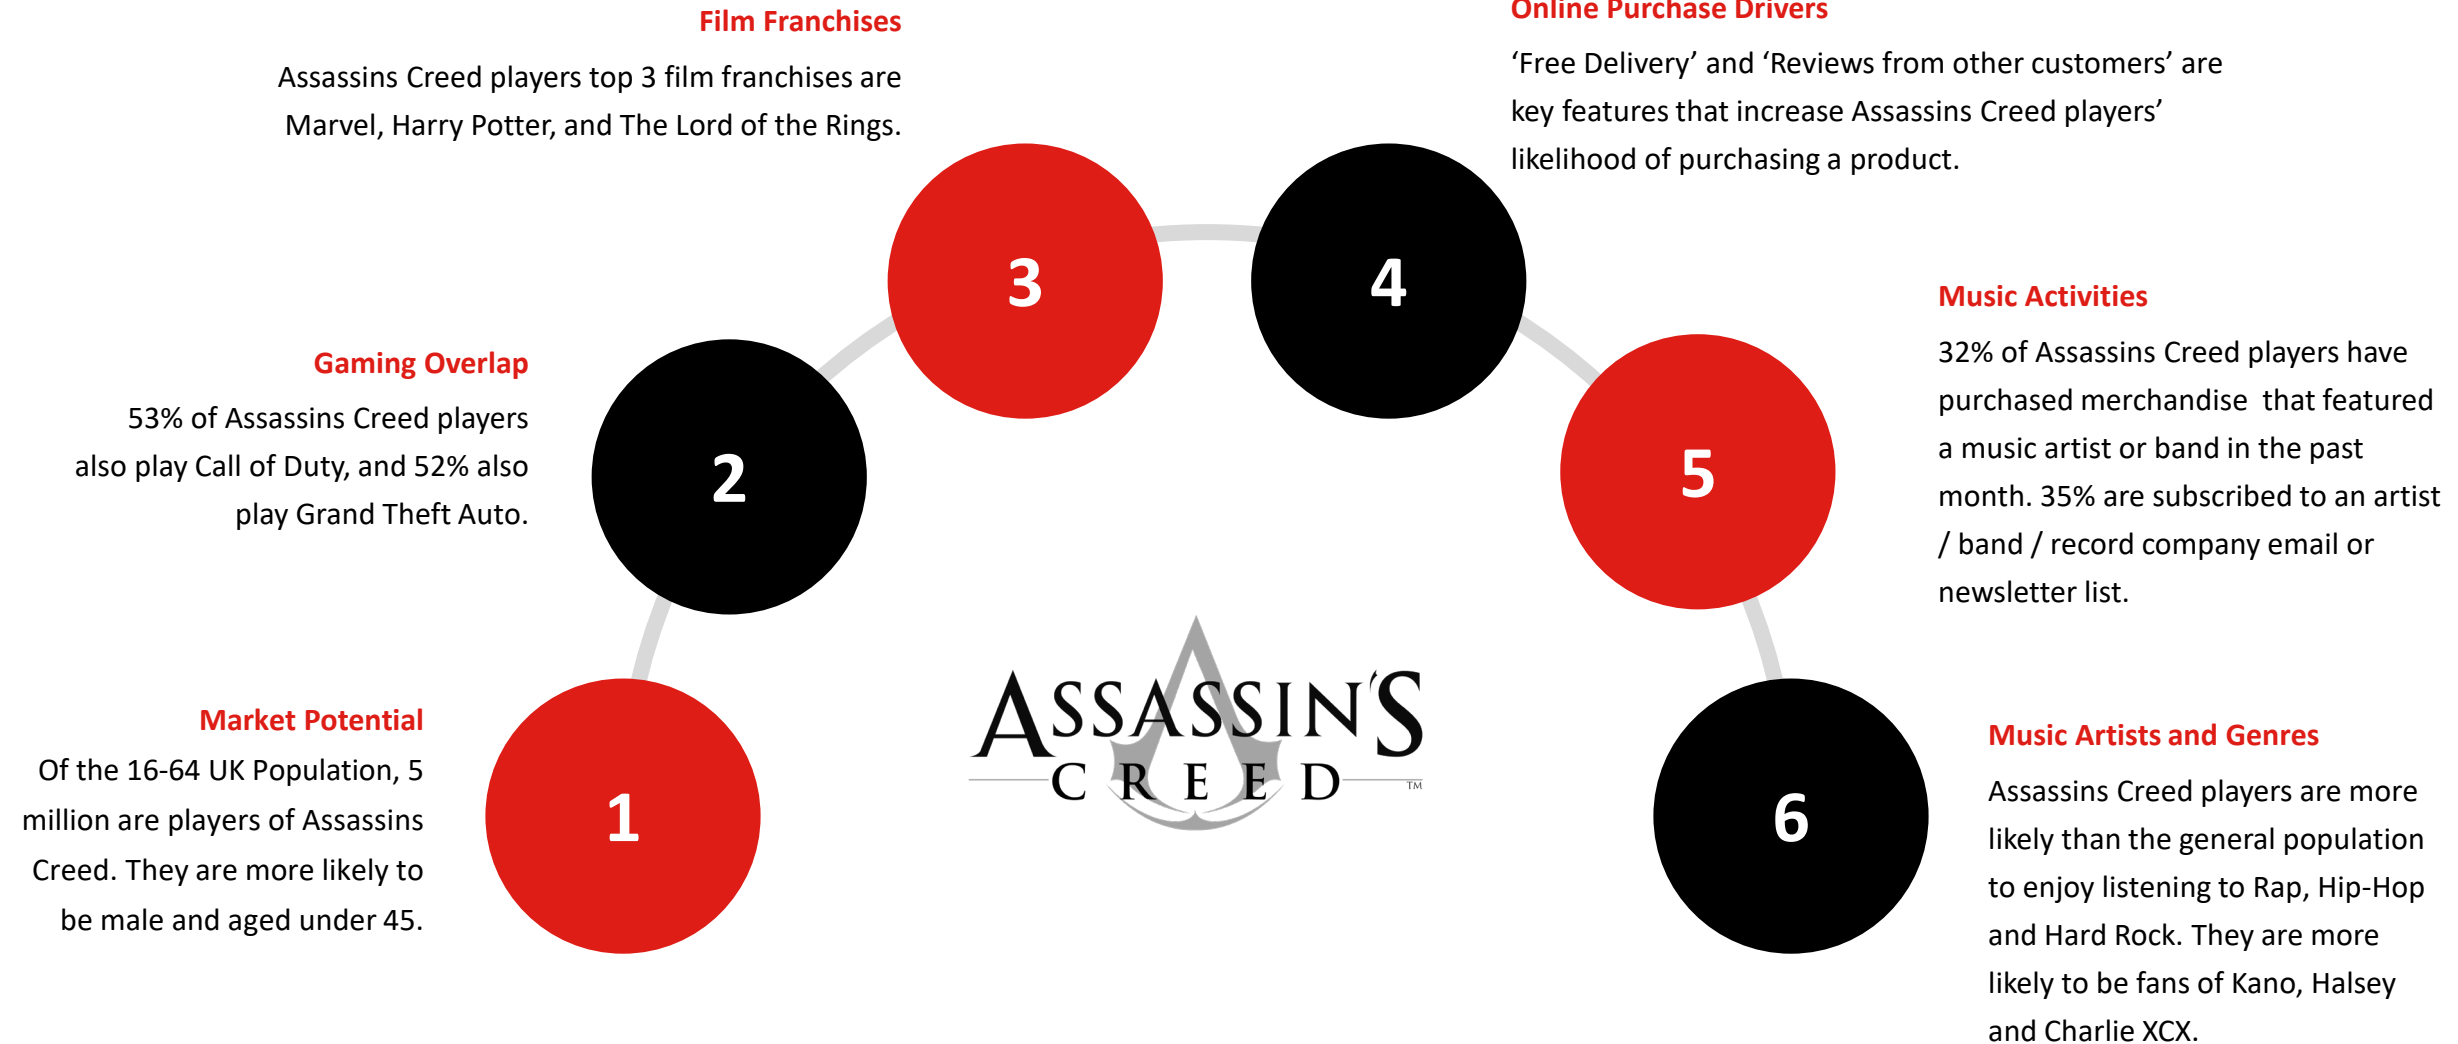 Film Franchises
Assassins Creed players top 3 film franchises are
Marvel, Harry Potter, and The Lord of the Rings.
Online Purchase Drivers
‘Free Delivery’ and ‘Reviews from other customers’ are
key features that increase Assassins Creed players’
likelihood of purchasing a product.
3
4
Music Activities
32% of Assassins Creed players have
purchased merchandise  that featured
a music artist or band in the past
month. 35% are subscribed to an artist
/ band / record company email or
newsletter list.
Gaming Overlap
53% of Assassins Creed players
also play Call of Duty, and 52% also
play Grand Theft Auto.
2
5
ASSASSIN'S
CREED™
Market Potential
Of the 16-64 UK Population, 5
million are players of Assassins
Creed. They are more likely to
be male and aged under 45.
1
6
Music Artists and Genres
Assassins Creed players are more
likely than the general population
to enjoy listening to Rap, Hip-Hop
and Hard Rock. They are more
likely to be fans of Kano, Halsey
and Charlie XCX.